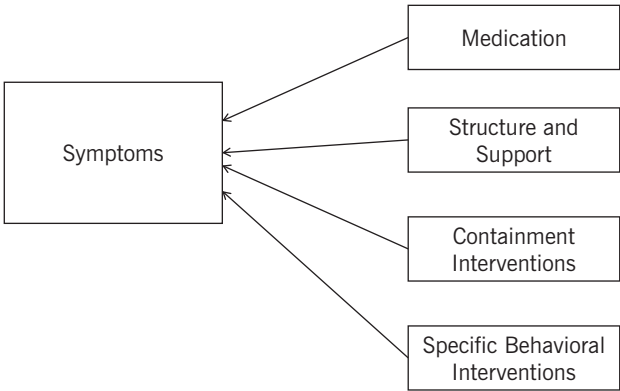 Symptoms
Medication
Structure and
Support
Containment
Interventions
Specific Behavioral
Interventions